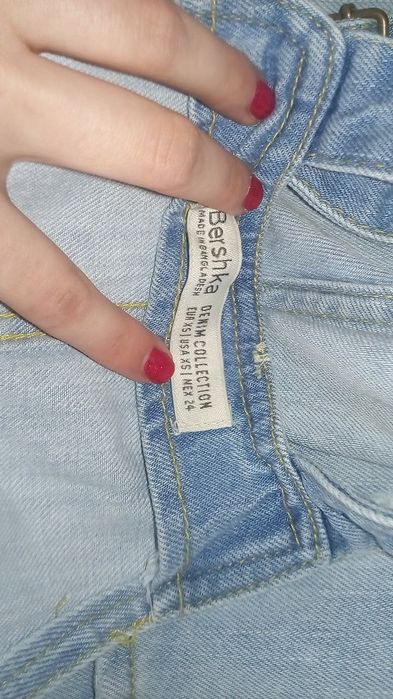 Bershka
MADE IN BANGLADESH
DENIM COLLECTION
EUR XS | USA XS | MEX 24